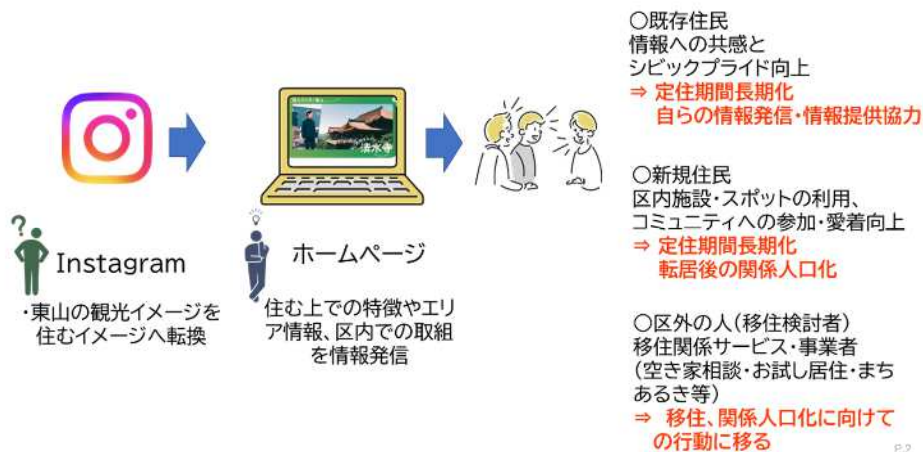 ?
Instagram
・東山の観光イメージを
住むイメージへ転換
清水寺
ホームページ
住む上での特徴やエリ
ア情報、区内での取組
を情報発信
○既存住民
情報への共感と
シビックプライド向上
⇒ 定住期間長期化
自らの情報発信・情報提供協力
○新規住民
区内施設・スポットの利用、
コミュニティへの参加・愛着向上
⇒ 定住期間長期化
転居後の関係人口化
○区外の人(移住検討者)
移住関係サービス・事業者
(空き家相談・お試し居住・まち
あるき等)
⇒ 移住、関係人口化に向けて
の行動に移る
P.2